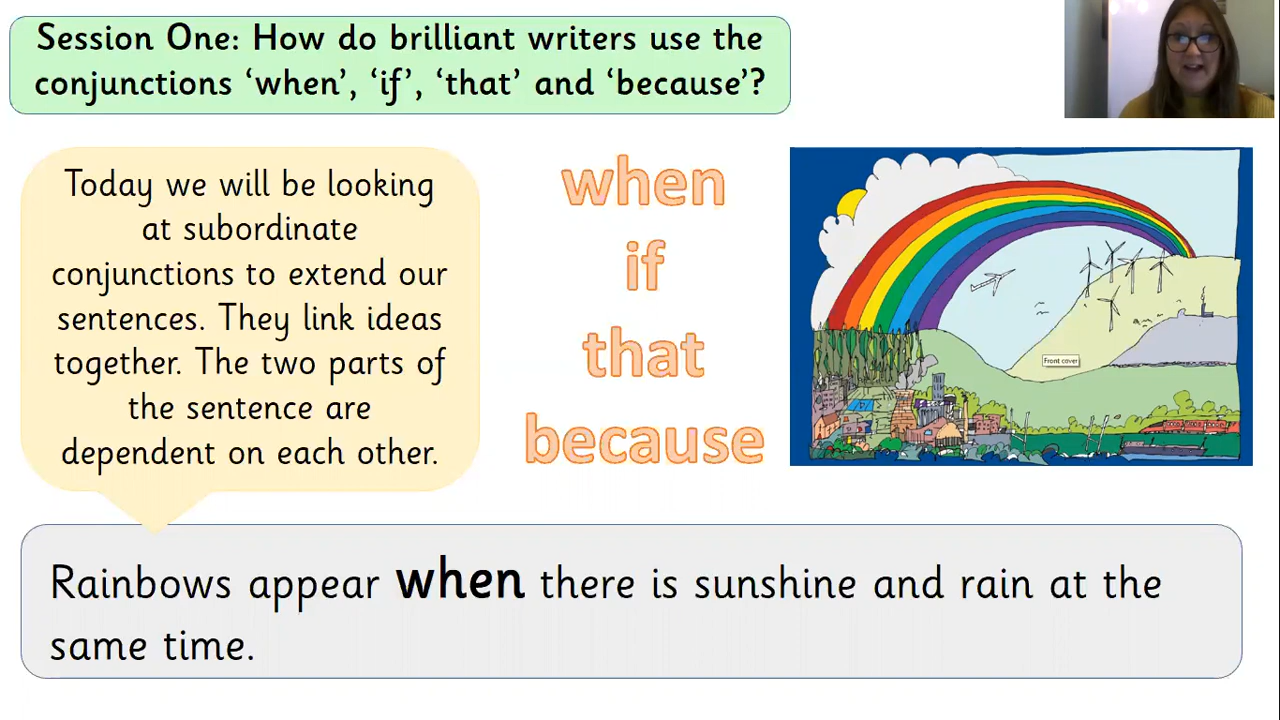 Session One: How do brilliant writers use the
conjunctions ‘when’, ‘if’, ‘that’ and ‘because’?
Today we will be looking
at subordinate
conjunctions to extend our
sentences. They link ideas
together. The two parts of
the sentence are
dependent on each other.
when
if
that
because
Front cover
Rainbows appear when there is sunshine and rain at the
same time.